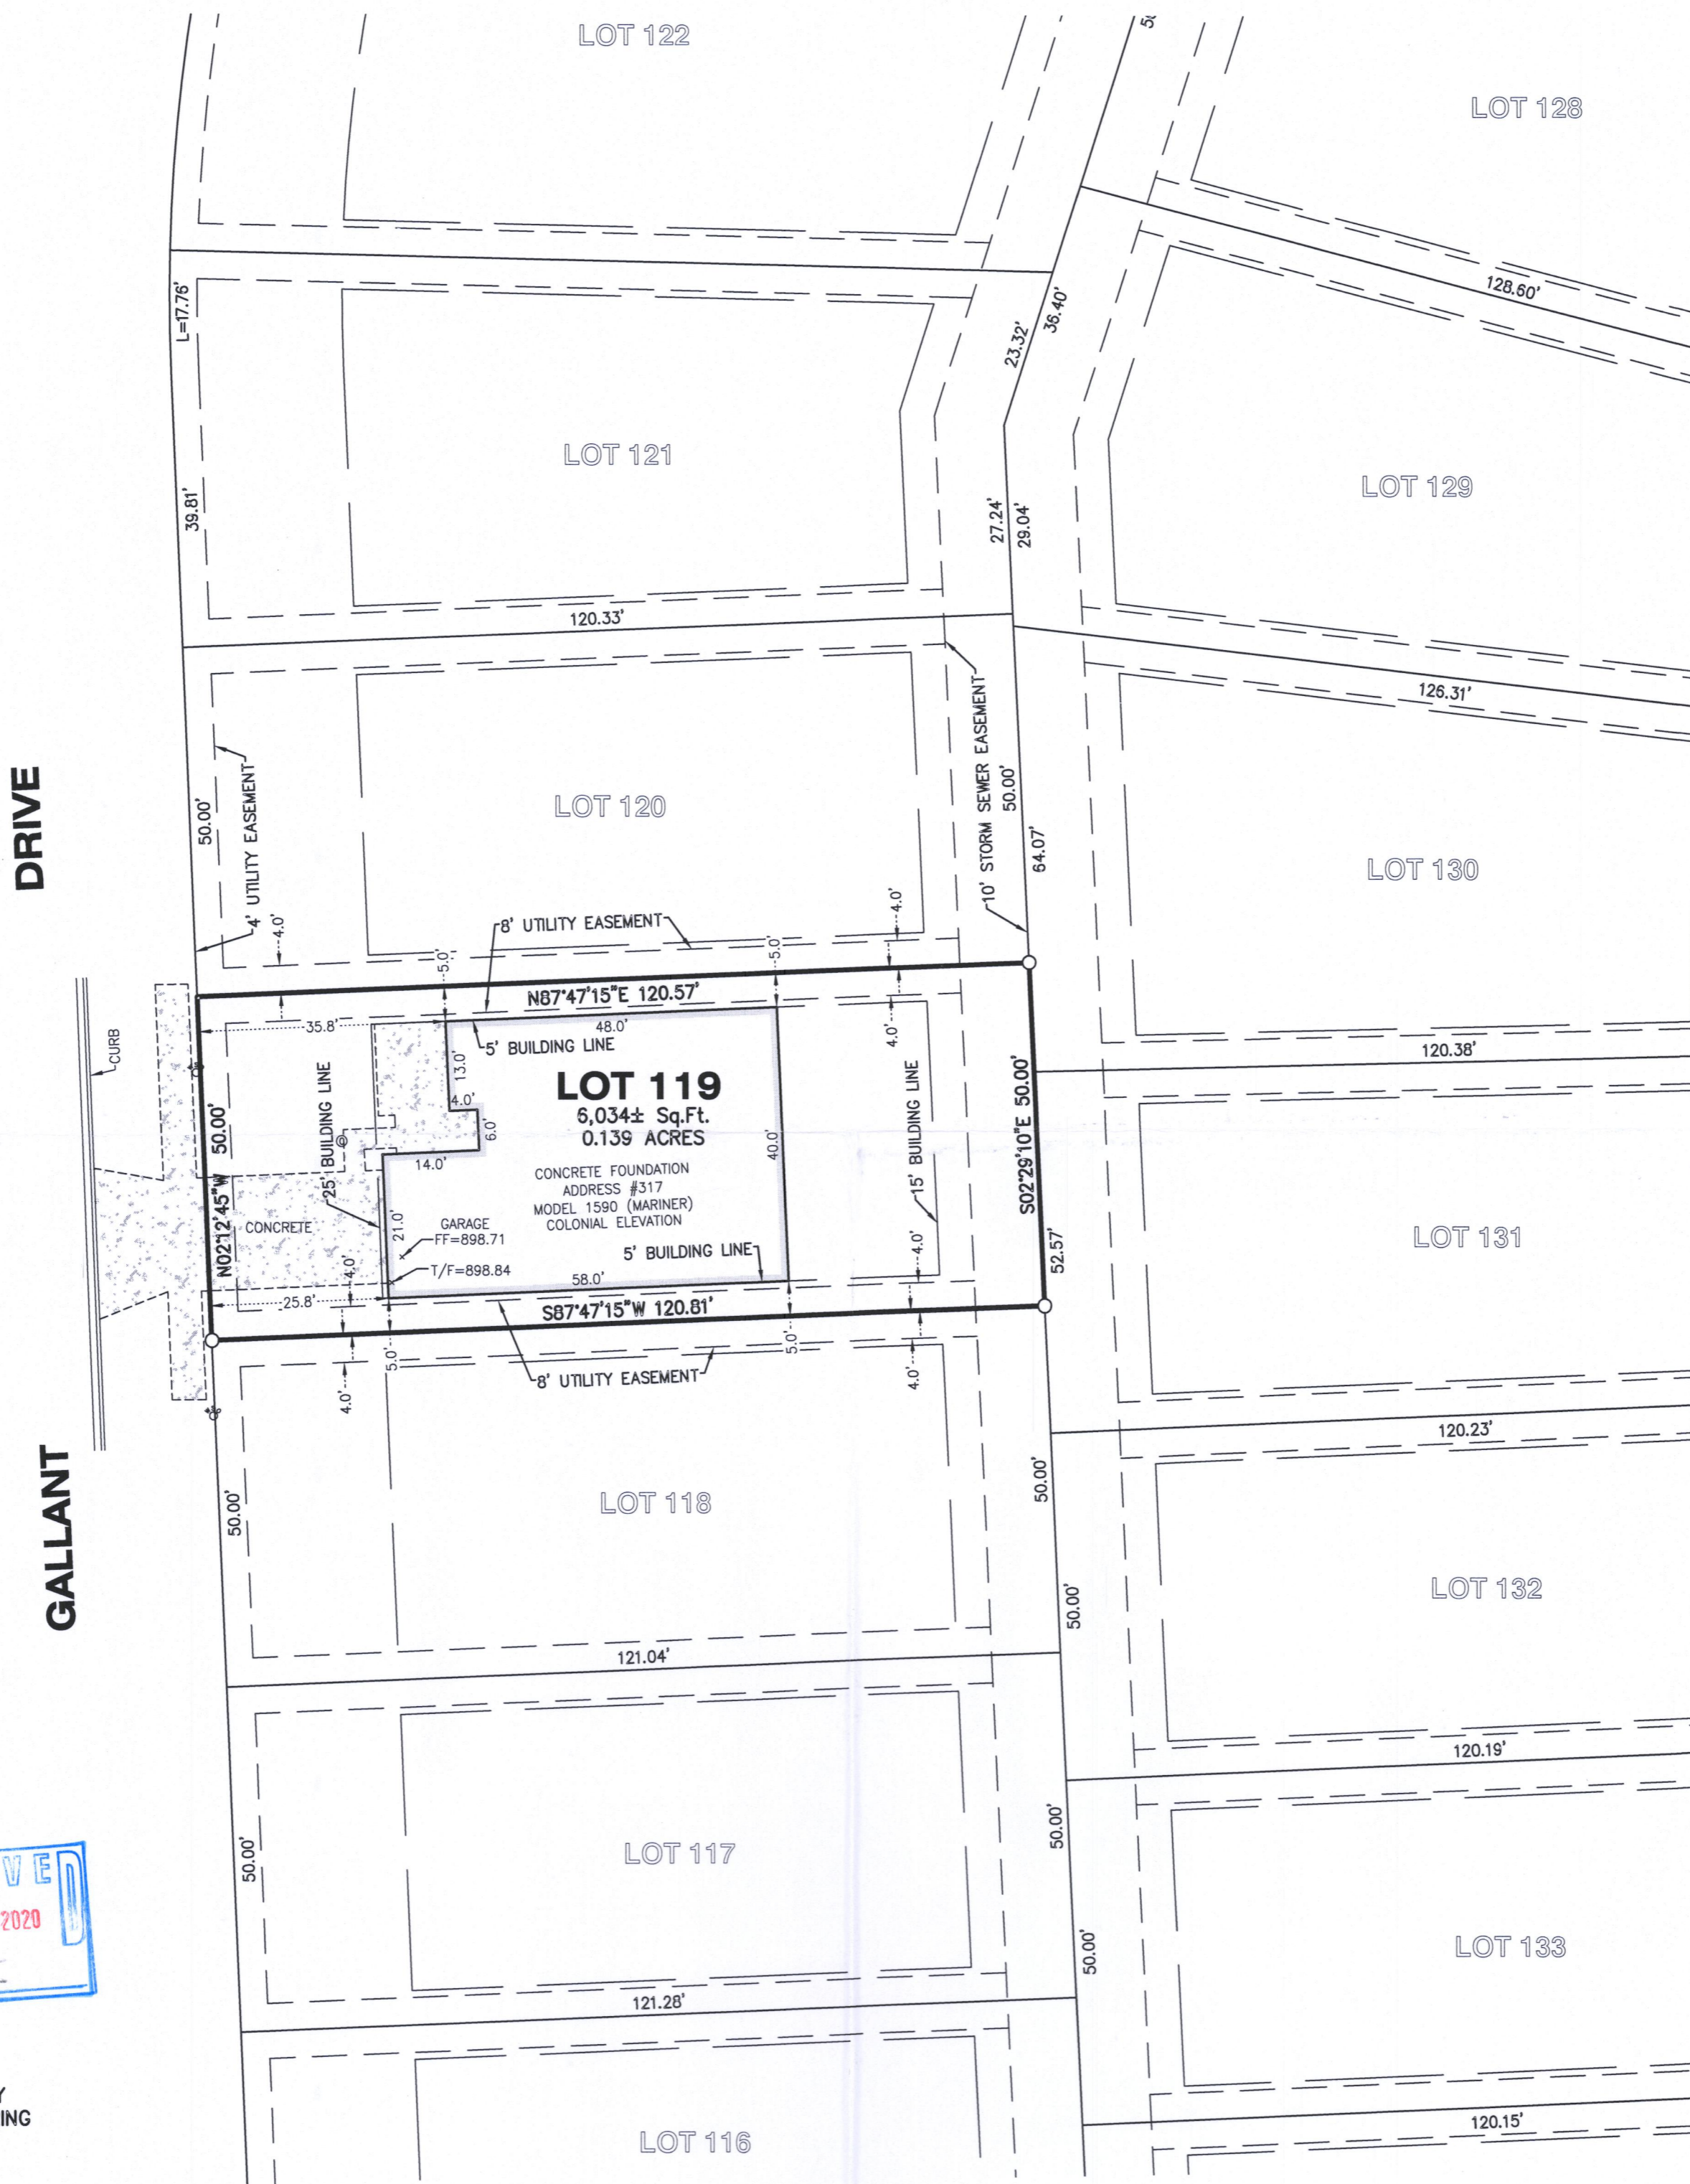 LOT 122
5
LOT 128
L=17.76'
36.40'
23.32'
128.60'
LOT 121
LOT 129
39.81'
27.24'
29.04'
120.33'
126.31'
10' STORM SEWER EASEMENT
50.00'
LOT 120
50.00'
4' UTILITY EASEMENT
64.07'
LOT 130
DRIVE
4.0'
8' UTILITY EASEMENT
4.0'
5.0'
5.0'
N87°47'15"E 120.57'
35.8'
48.0'
4.0'
CURB
5' BUILDING LINE
120.38'
13.0'
LOT 119
6,034± Sq.Ft.
0.139 ACRES
4.0'
6.0'
40.0'
25' BUILDING LINE
15' BUILDING LINE
N02°12'45"W 50.00'
S02°29'10"E 50.00'
14.0'
CONCRETE FOUNDATION
ADDRESS #317
MODEL 1590 (MARINER)
COLONIAL ELEVATION
CONCRETE
21.0'
GARAGE
FF=898.71
T/F=898.84
5' BUILDING LINE
4.0'
4.0'
52.57'
LOT 131
25.8'
58.0'
S87°47'15"W 120.81'
5.0'
5.0'
8' UTILITY EASEMENT
4.0'
4.0'
120.23'
GALLANT
50.00'
LOT 118
50.00'
50.00'
LOT 132
121.04'
120.19'
50.00'
LOT 117
50.00'
VED
2020
50.00'
LOT 133
121.28'
Y
ING
LOT 116
120.15'